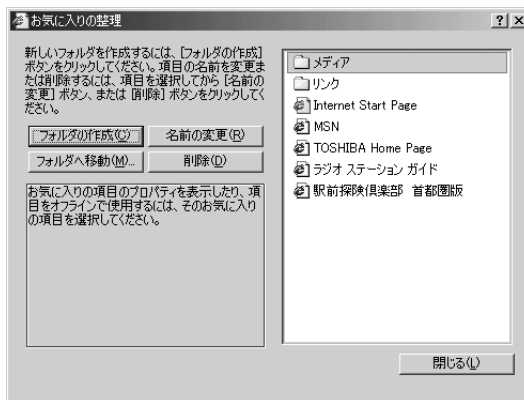 お気に入りの整理
新しいフォルダを作成するには、[フォルダの作成]
ボタンをクリックしてください。項目の名前を変更ま
たは削除するには、項目を選択してから [名前の
変更] ボタン、または [削除] ボタンをクリックしてく
ださい。
フォルダの作成(C)
名前の変更(R)
フォルダへ移動(M)...
削除(D)
お気に入りの項目のプロパティを表示したり、項
目をオフラインで使用するには、そのお気に入り
の項目を選択してください。
メディア
リンク
Internet Start Page
MSN
TOSHIBA Home Page
ラジオ ステーション ガイド
駅前探険倶楽部 首都圏版
閉じる(L)